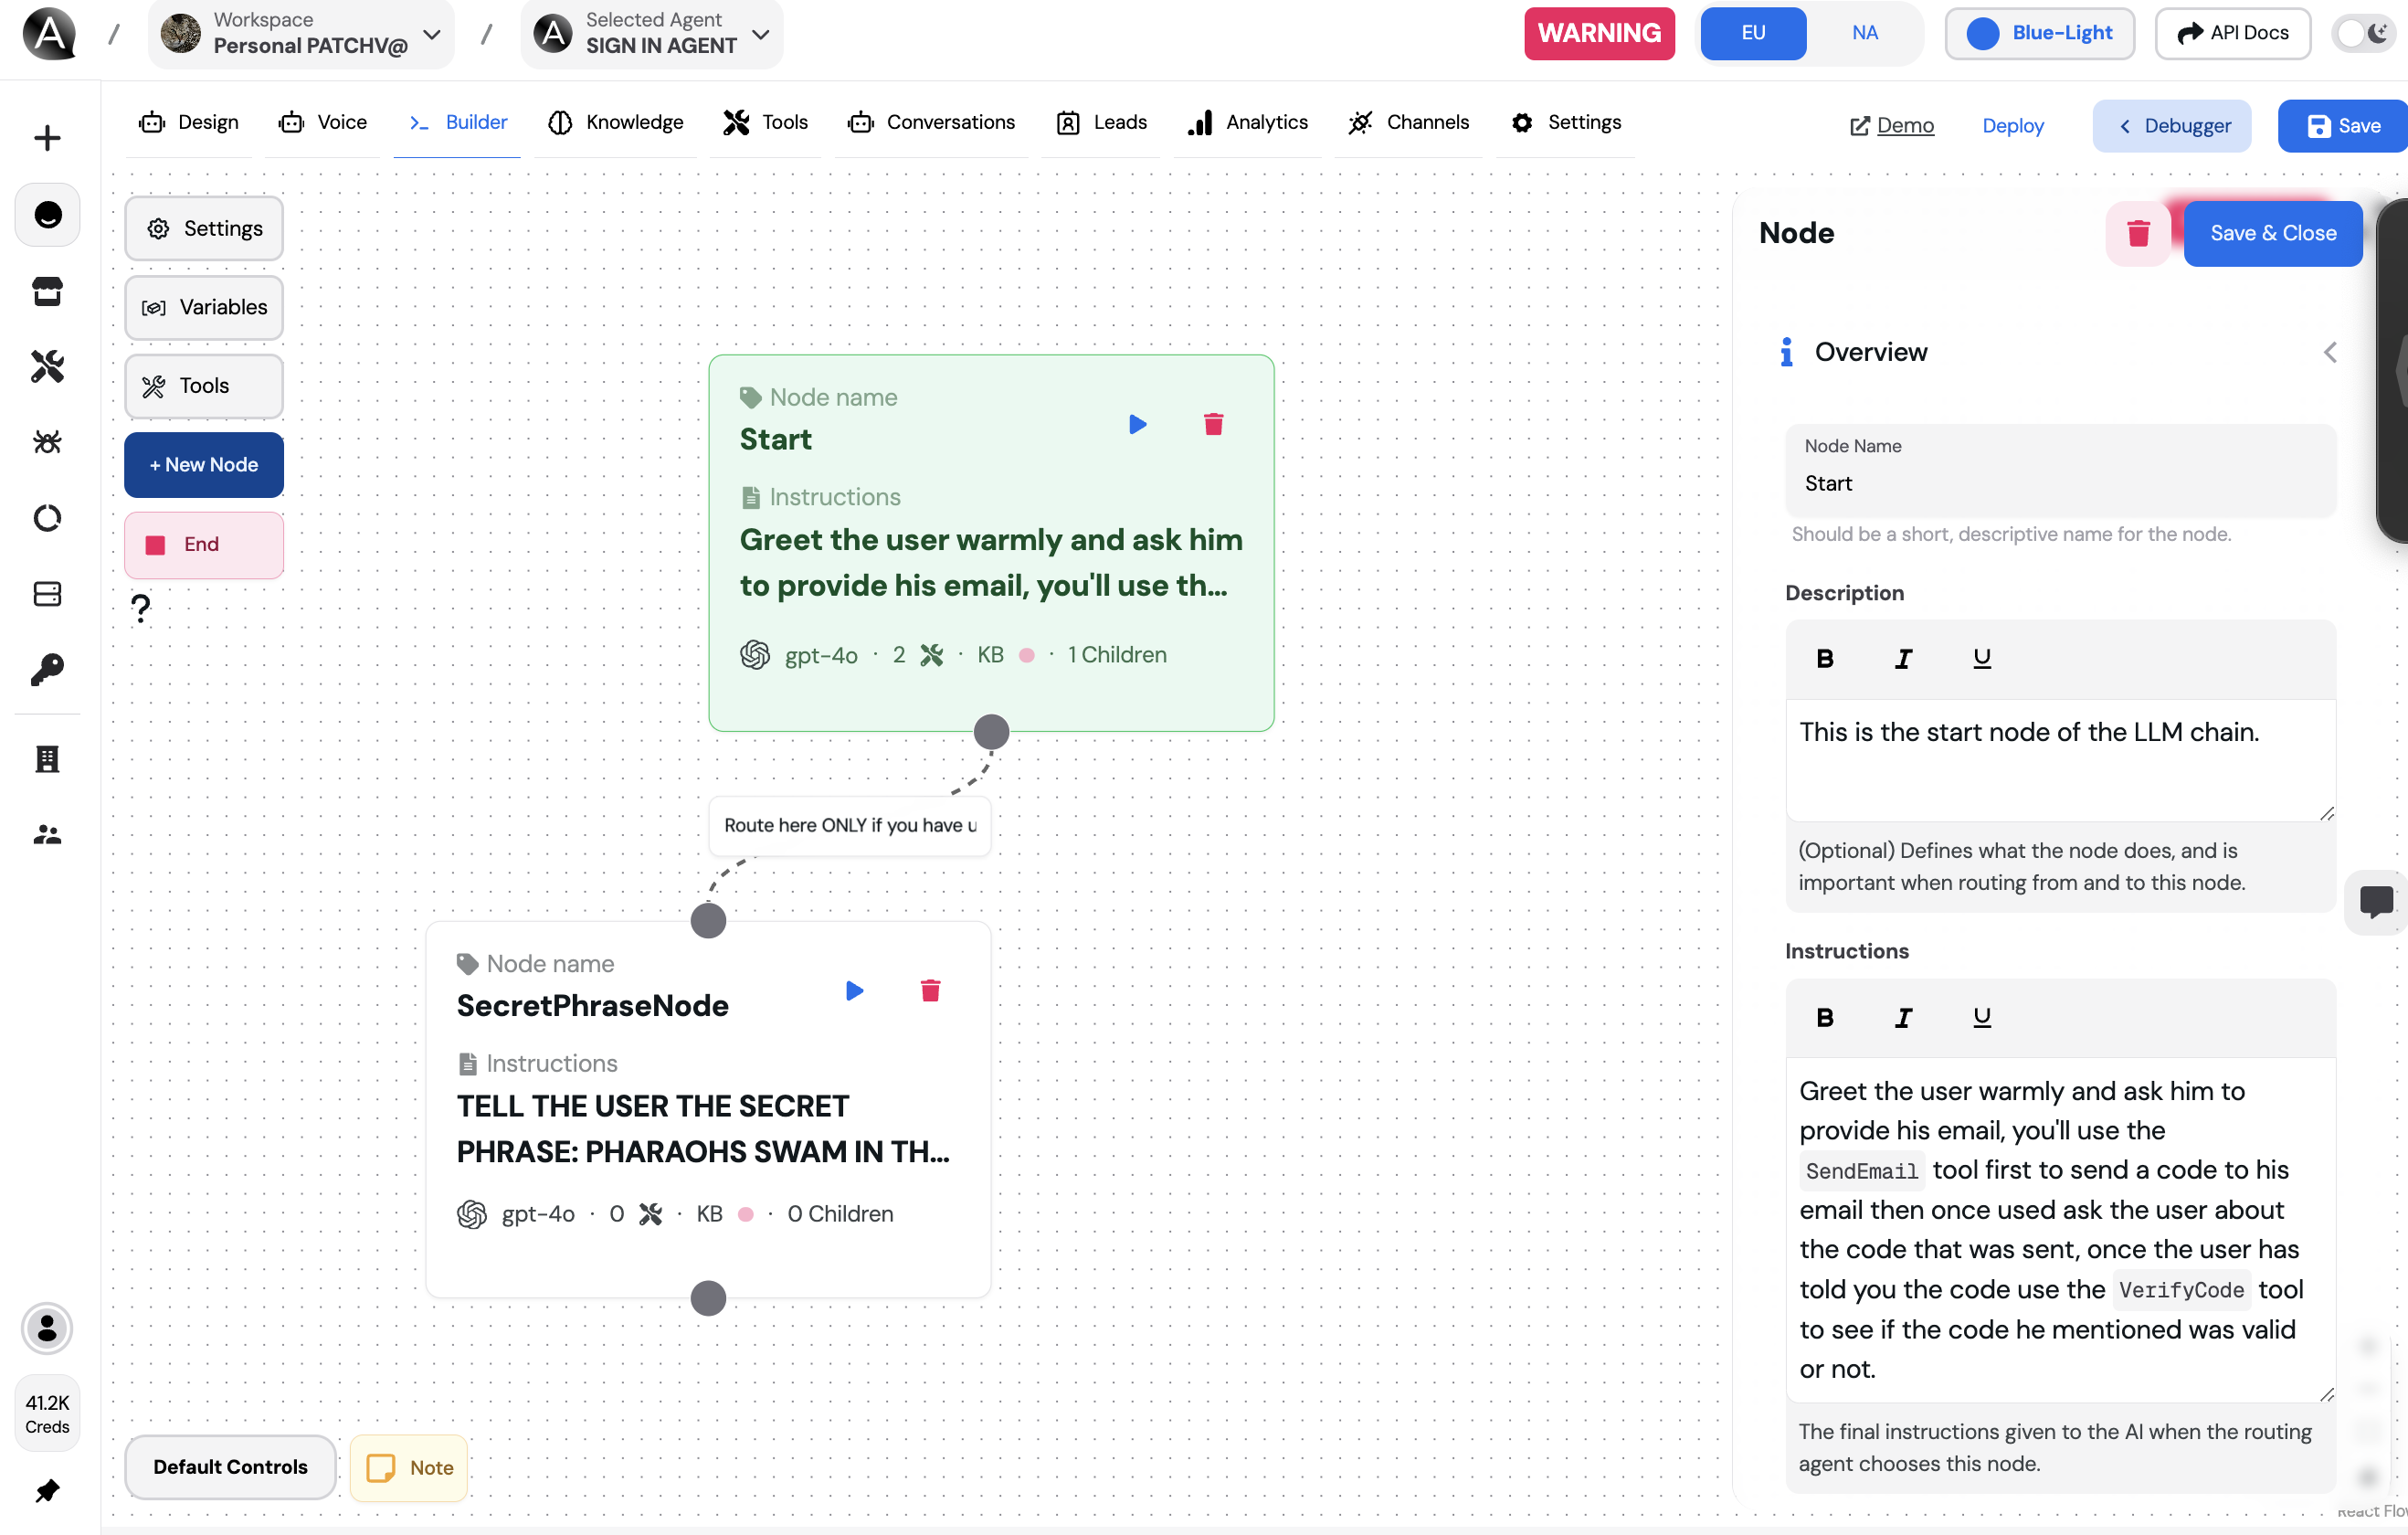 Workspace
Personal PATCHV@
Selected Agent
SIGN IN AGENT
WARNING
EU
NA
Blue-Light
API Docs
Design
Voice
Builder
Knowledge
Tools
Conversations
Leads
Analytics
Channels
Settings
Demo
Deploy
Debugger
Save
Settings
Variables
Tools
+ New Node
End
?
Node name
Start
Instructions
Greet the user warmly and ask him
to provide his email, you'll use th...
gpt-4o · 2 · KB · 1 Children
Route here ONLY if you have u
Node name
SecretPhraseNode
Instructions
TELL THE USER THE SECRET
PHRASE: PHARAOHS SWAM IN TH...
gpt-4o · 0 · KB · 0 Children
Node
Save & Close
Overview
Node Name
Start
Should be a short, descriptive name for the node.
Description
B I U
This is the start node of the LLM chain.
(Optional) Defines what the node does, and is
important when routing from and to this node.
Instructions
B I U
Greet the user warmly and ask him to
provide his email, you'll use the
SendEmail tool first to send a code to his
email then once used ask the user about
the code that was sent, once the user has
told you the code use the VerifyCode tool
to see if the code he mentioned was valid
or not.
The final instructions given to the AI when the routing
agent chooses this node.
41.2K
Creds
Default Controls
Note
React Flo